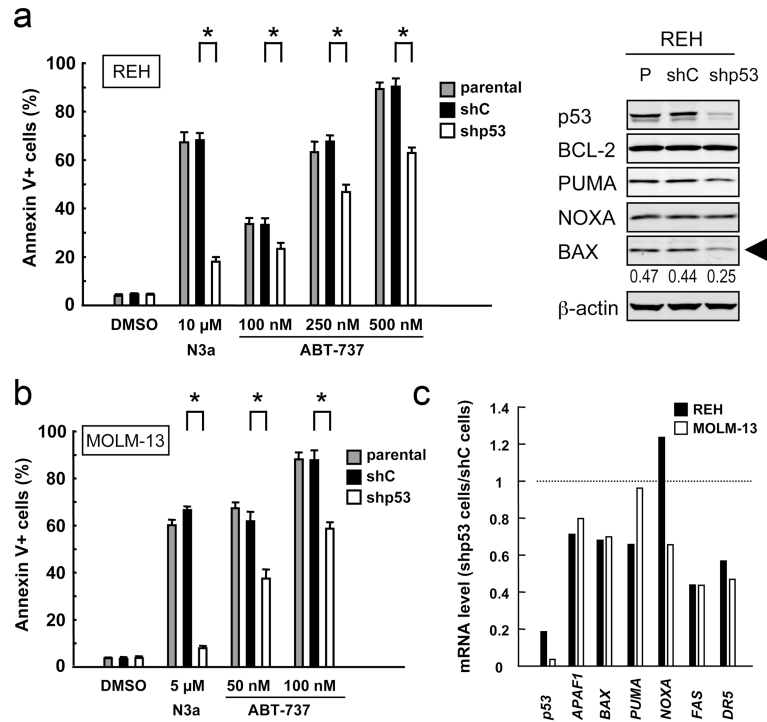 a
REH
Annexin V+ cells (%)
100
80
60
40
20
0
* * * *
parental
shC
shp53
DMSO 10 µM 100 nM 250 nM 500 nM
N3a ABT-737
REH
P shC shp53
p53
BCL-2
PUMA
NOXA
BAX
0.47 0.44 0.25
β-actin
b
MOLM-13
Annexin V+ cells (%)
100
80
60
40
20
0
* * *
parental
shC
shp53
DMSO 5 µM 50 nM 100 nM
N3a ABT-737
c
mRNA level (shp53 cells/shC cells)
1.4
1.2
1
0.8
0.6
0.4
0.2
0
REH
MOLM-13
p53 APAF1 BAX PUMA NOXA FAS DR5